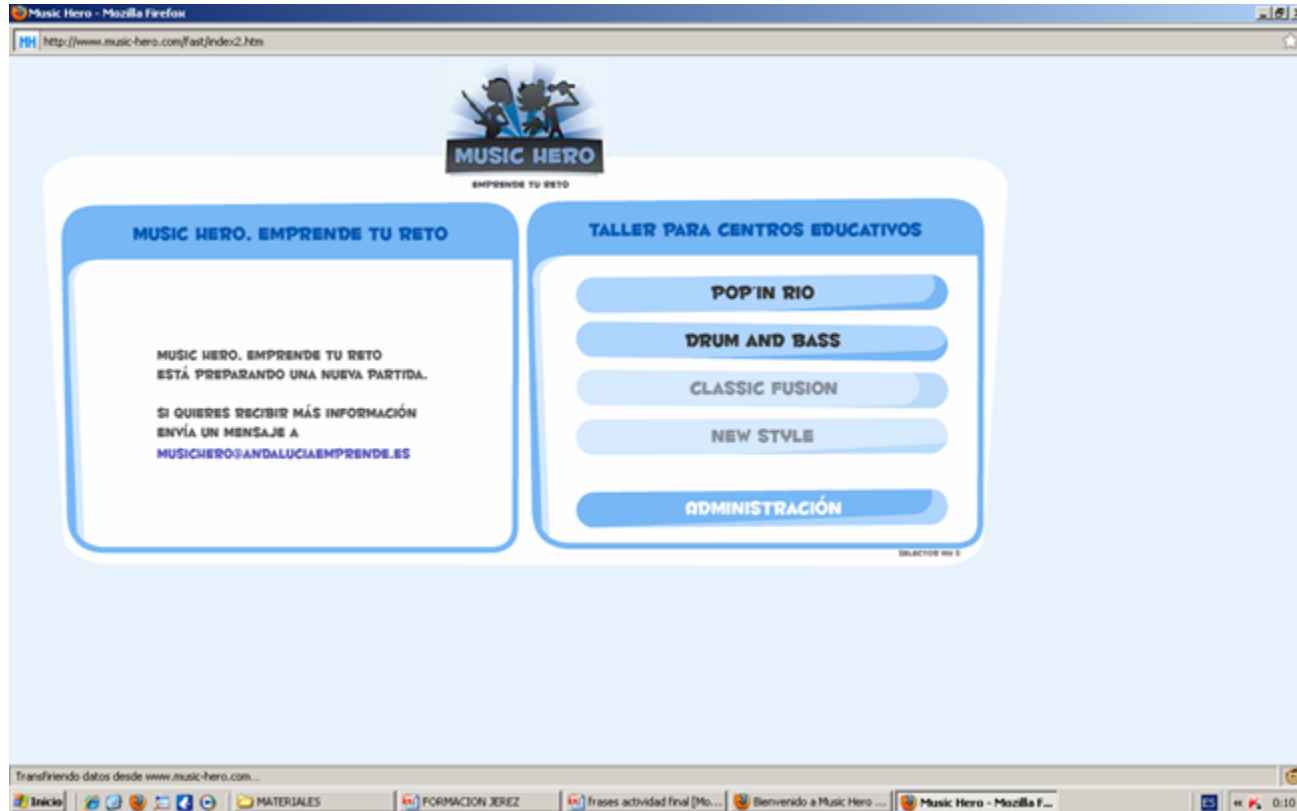 Music Hero - Mozilla Firefox
MH http://www.music-hero.com/fast/index2.htm
MUSIC HERO
EMPRENDE TU RETO
MUSIC HERO. EMPRENDE TU RETO
MUSIC HERO. EMPRENDE TU RETO
ESTÁ PREPARANDO UNA NUEVA PARTIDA.
SI QUIERES RECIBIR MÁS INFORMACIÓN
ENVÍA UN MENSAJE A
MUSICHERO@ANDALUCIAEMPRENDE.ES
TALLER PARA CENTROS EDUCATIVOS
POP'IN RIO
DRUM AND BASS
CLASSIC FUSION
NEW STYLE
ADMINISTRACIÓN
SELECTOR MH
Transfiriendo datos desde www.music-hero.com...
Inicio MATERIALES FORMACION JEREZ frases actividad final [Mo... Bienvenido a Music Hero ... Music Hero - Mozilla F... ES « 0:10